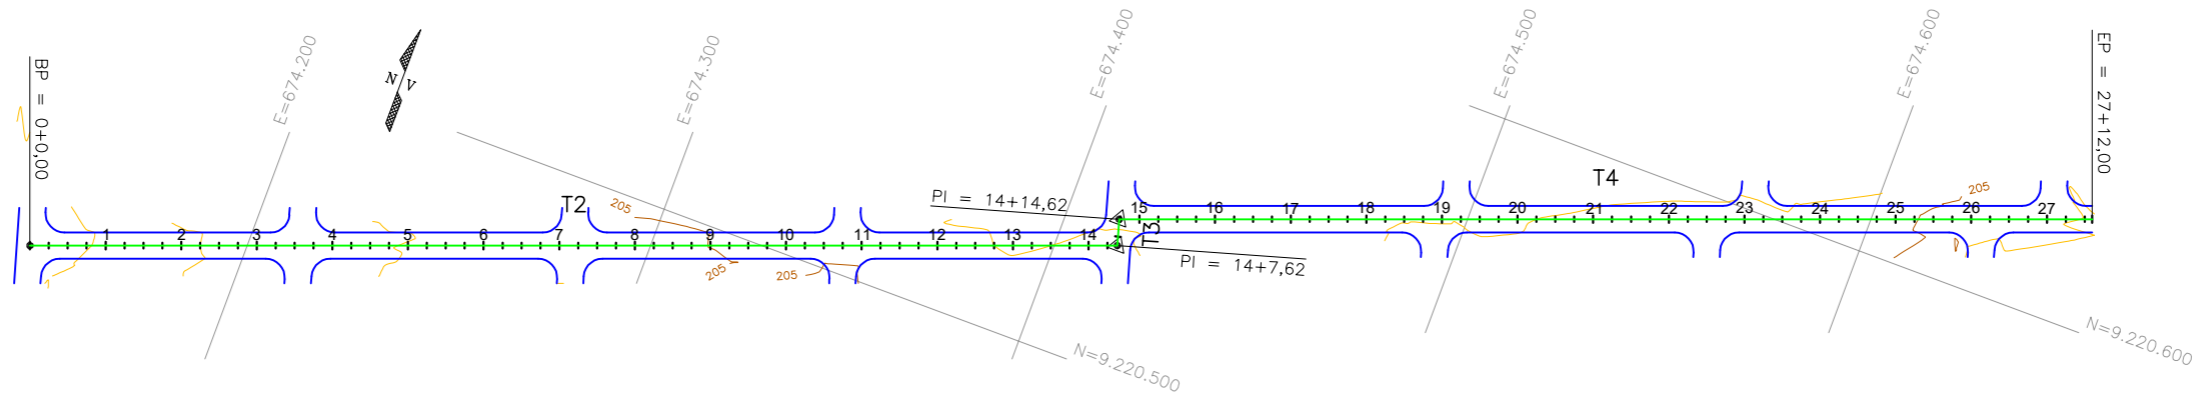 BP = 0+0,00
E=674.200
N V
E=674.300
E=674.400
E=674.500
E=674.600
EP = 27+12,00
T2
205
PI = 14+14,62
T4
205
15 16 17 18 19 20 21 22 23 24 25 26 27
1 2 3 4 5 6 7 8 9 10 11 12 13 14
T3
205
205
PI = 14+7,62
N=9.220.500
N=9.220.600